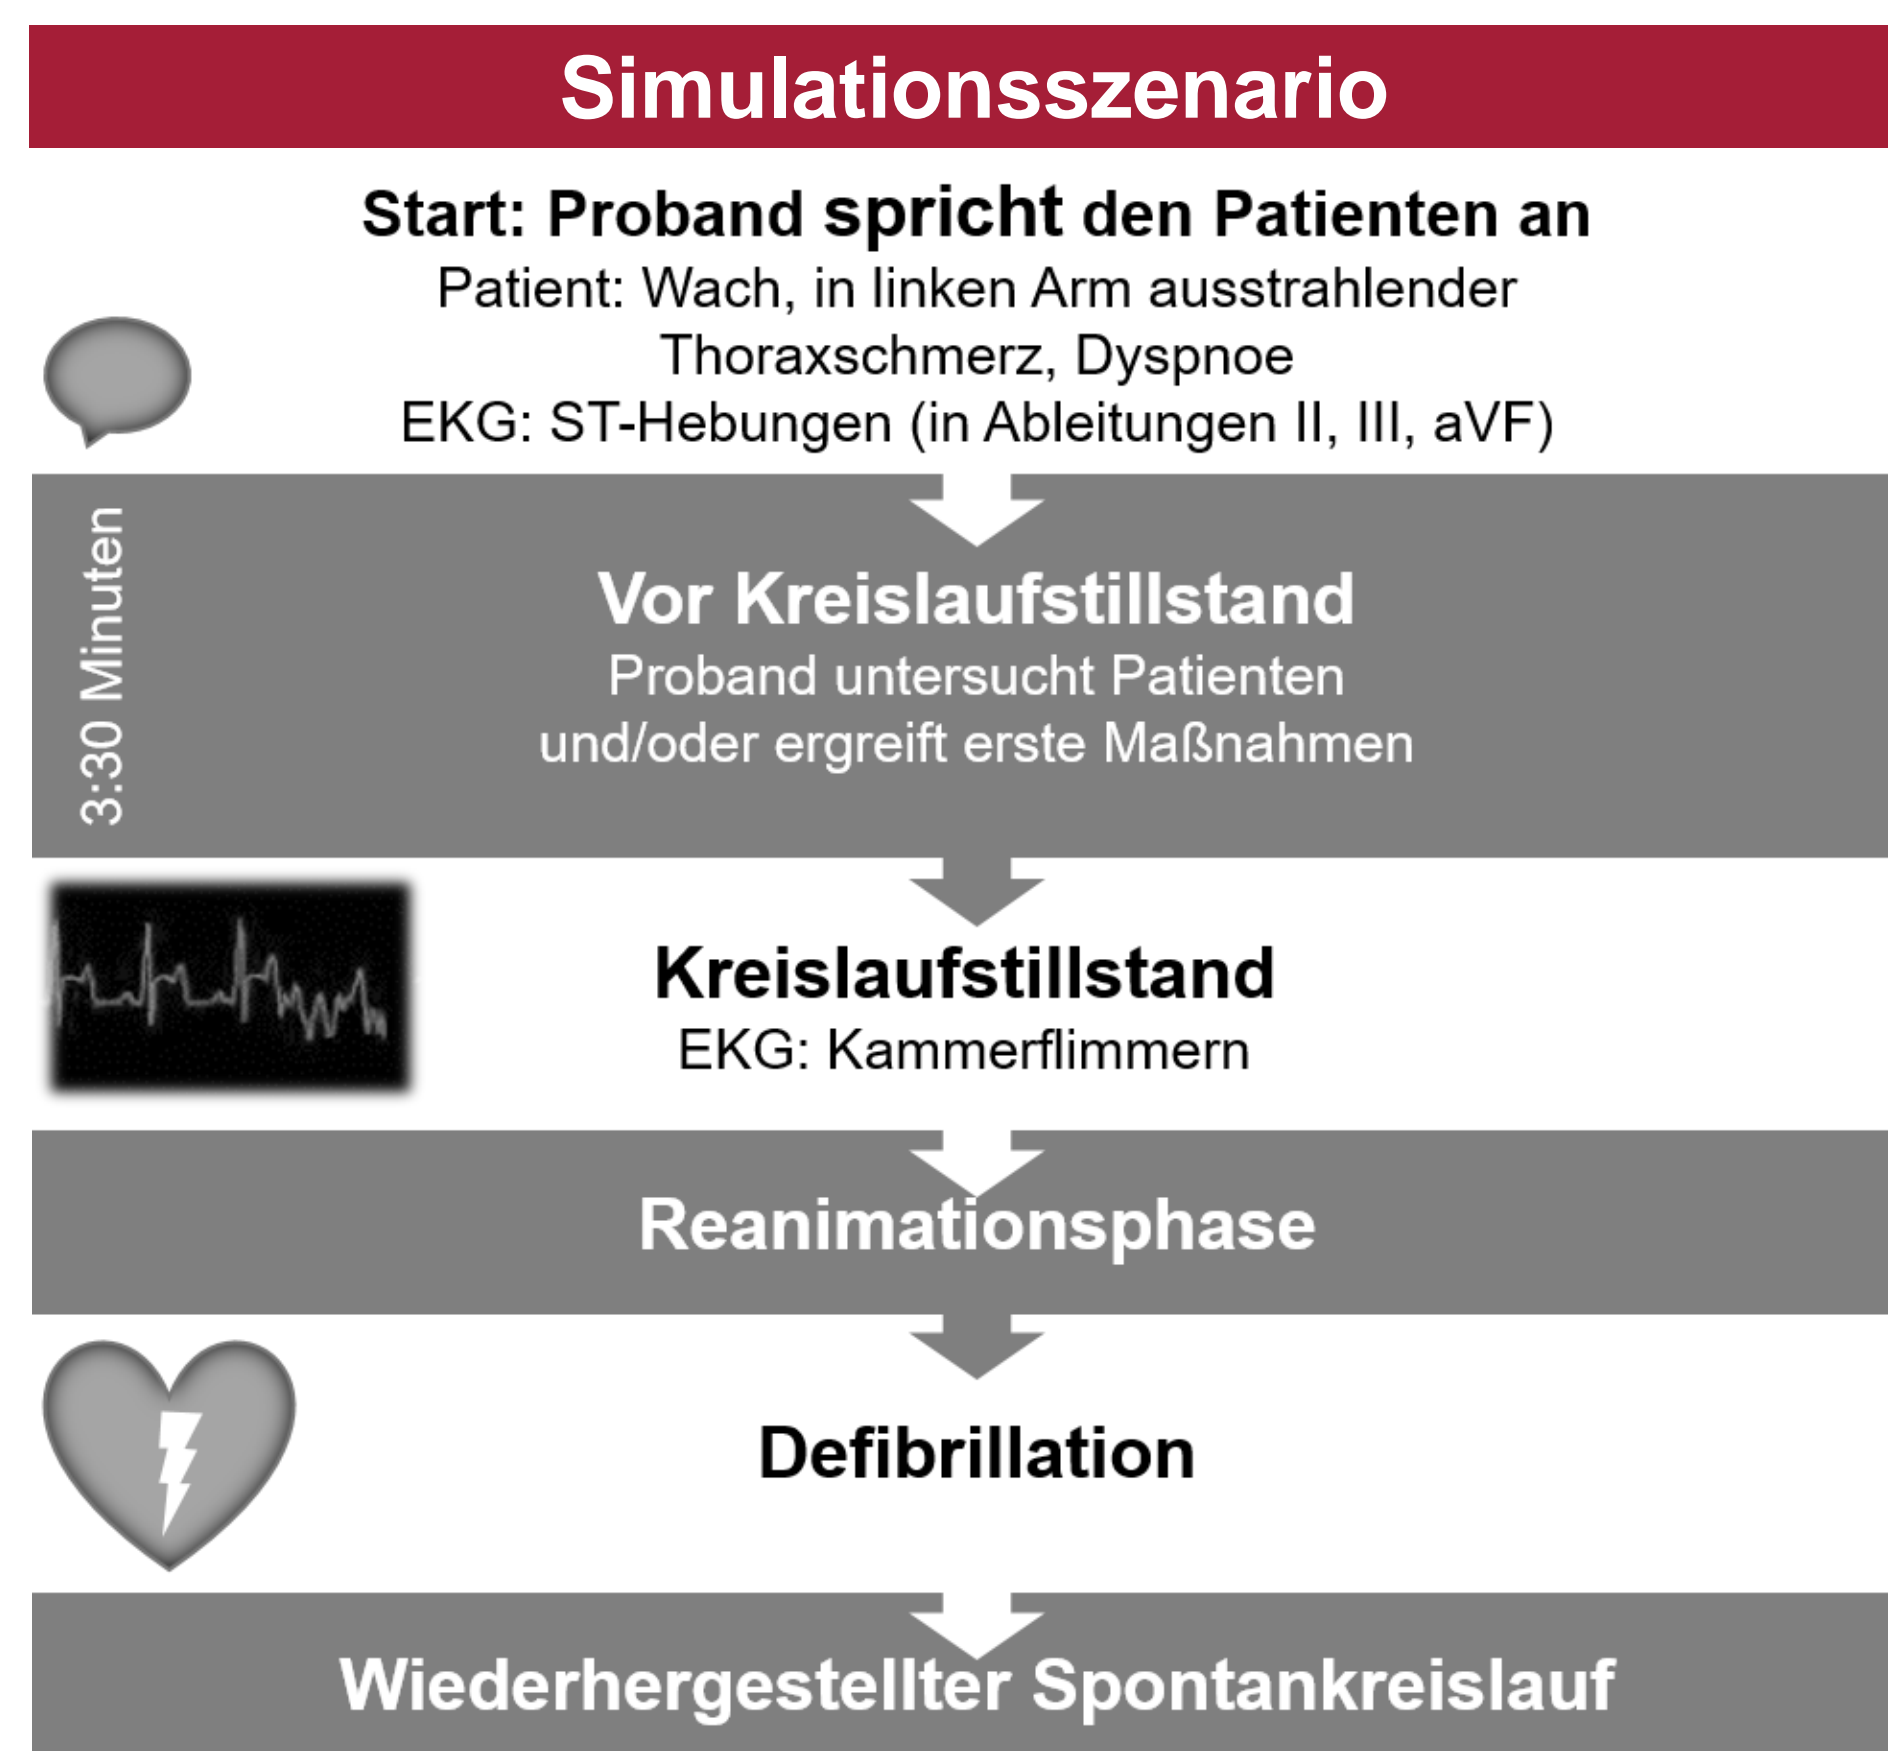 Simulationsszenario
Start: Proband spricht den Patienten an
Patient: Wach, in linken Arm ausstrahlender
Thoraxschmerz, Dyspnoe
EKG: ST-Hebungen (in Ableitungen II, III, aVF)
3:30 Minuten
Vor Kreislaufstillstand
Proband untersucht Patienten
und/oder ergreift erste Maßnahmen
Kreislaufstillstand
EKG: Kammerflimmern
Reanimationsphase
Defibrillation
Wiederhergestellter Spontankreislauf